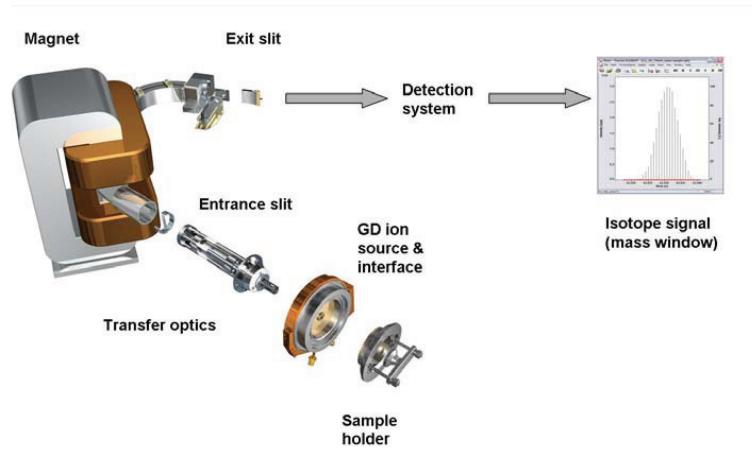 Magnet
Exit slit
Detection
system
Entrance slit
GD ion
source &
interface
Isotope signal
(mass window)
Transfer optics
Sample
holder